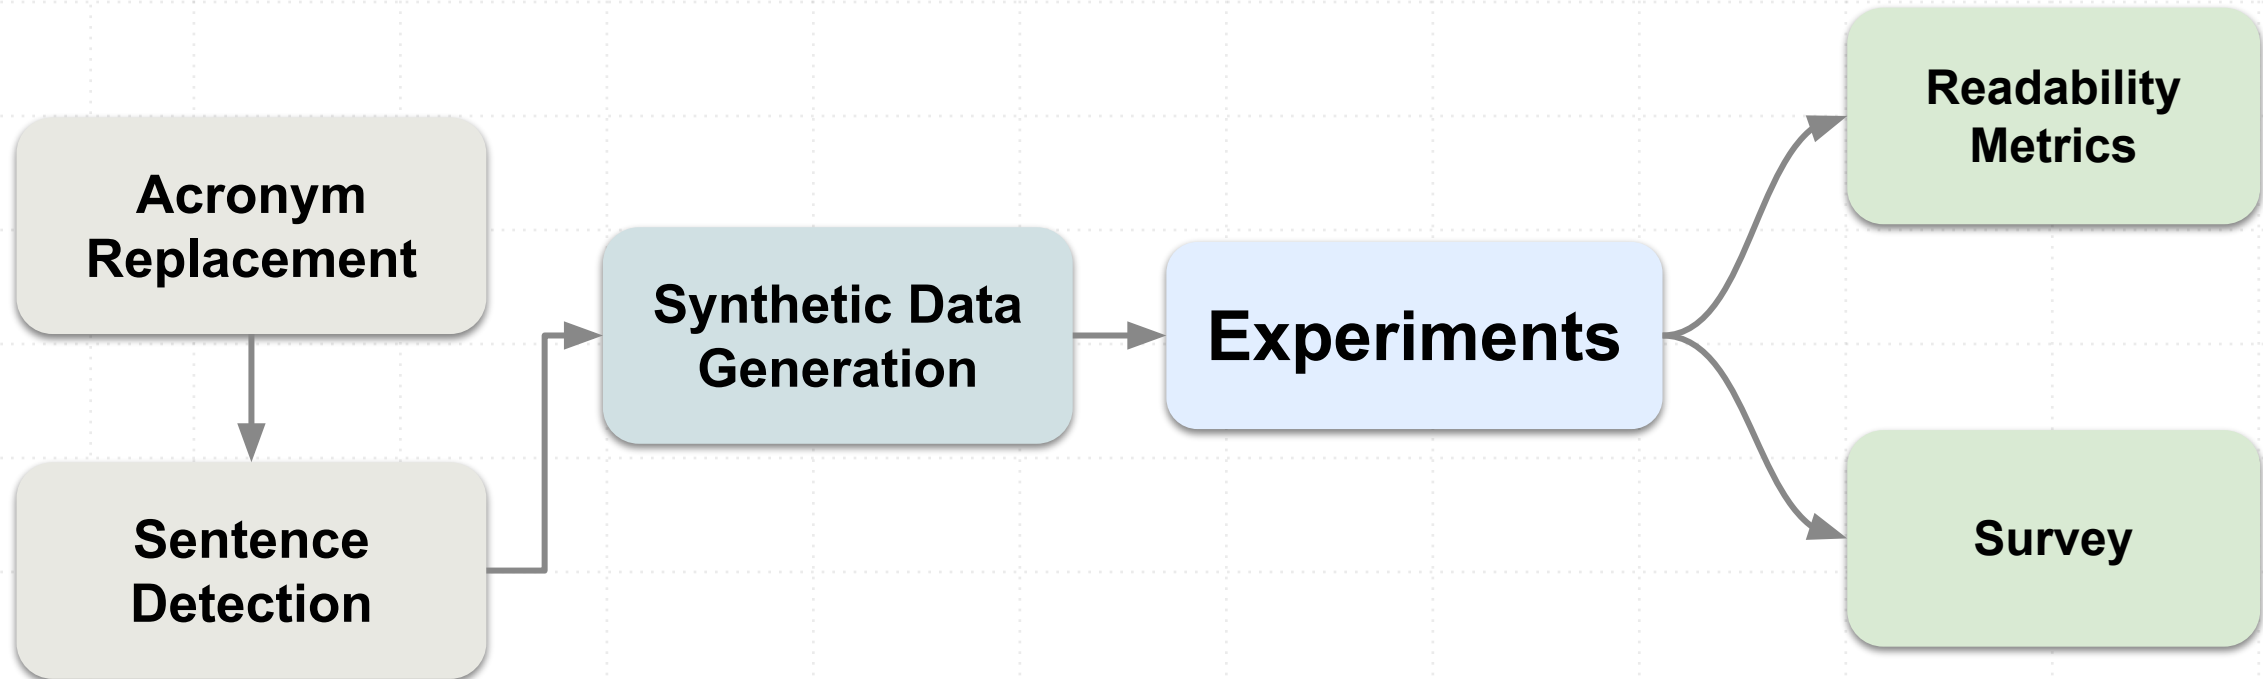 Acronym
Replacement
Sentence
Detection
Synthetic Data
Generation
Experiments
Readability
Metrics
Survey